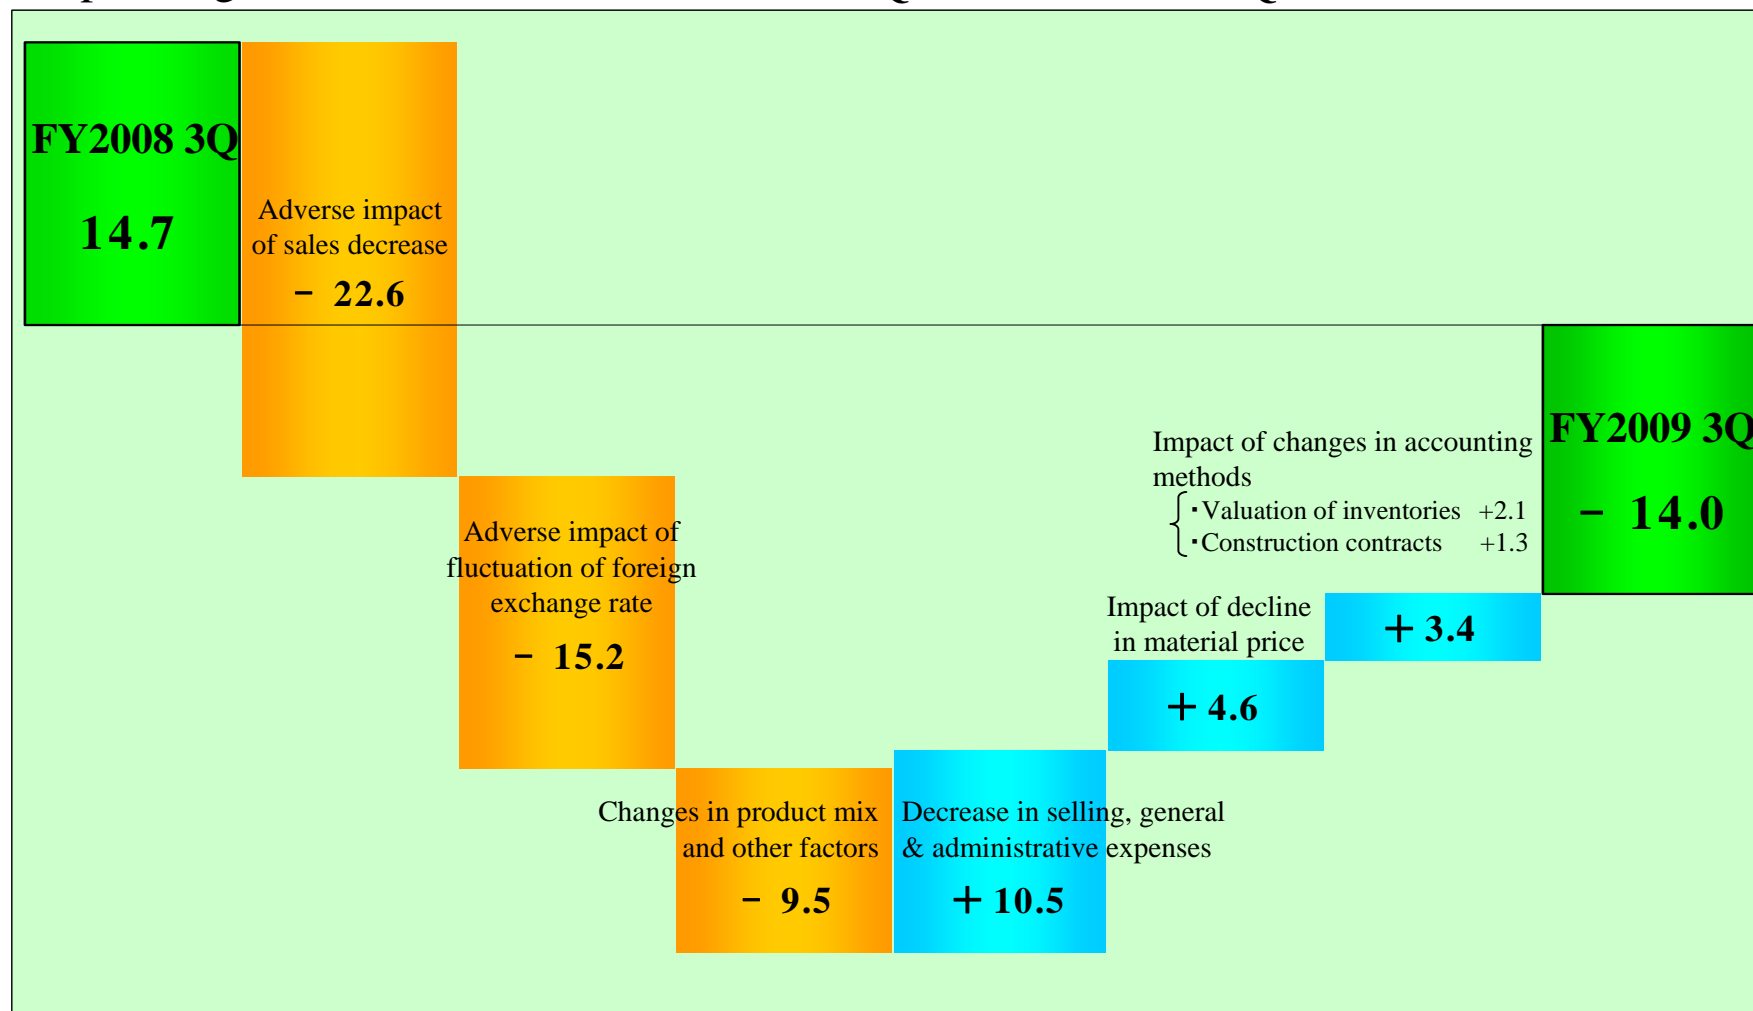 FY2008 3Q
14.7
Adverse impact
of sales decrease
- 22.6
Adverse impact of
fluctuation of foreign
exchange rate
- 15.2
Changes in product mix
and other factors
- 9.5
Decrease in selling, general
& administrative expenses
+ 10.5
Impact of decline
in material price
+ 4.6
Impact of changes in accounting
methods
・Valuation of inventories +2.1
・Construction contracts +1.3
+ 3.4
FY2009 3Q
- 14.0